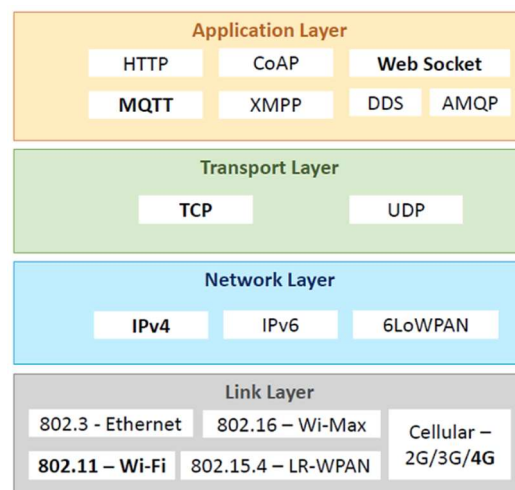 Application Layer
HTTP CoAP Web Socket
MQTT XMPP DDS AMQP
Transport Layer
TCP UDP
Network Layer
IPv4 IPv6 6LoWPAN
Link Layer
802.3 - Ethernet 802.16 – Wi-Max
802.11 – Wi-Fi 802.15.4 – LR-WPAN
Cellular –
2G/3G/4G